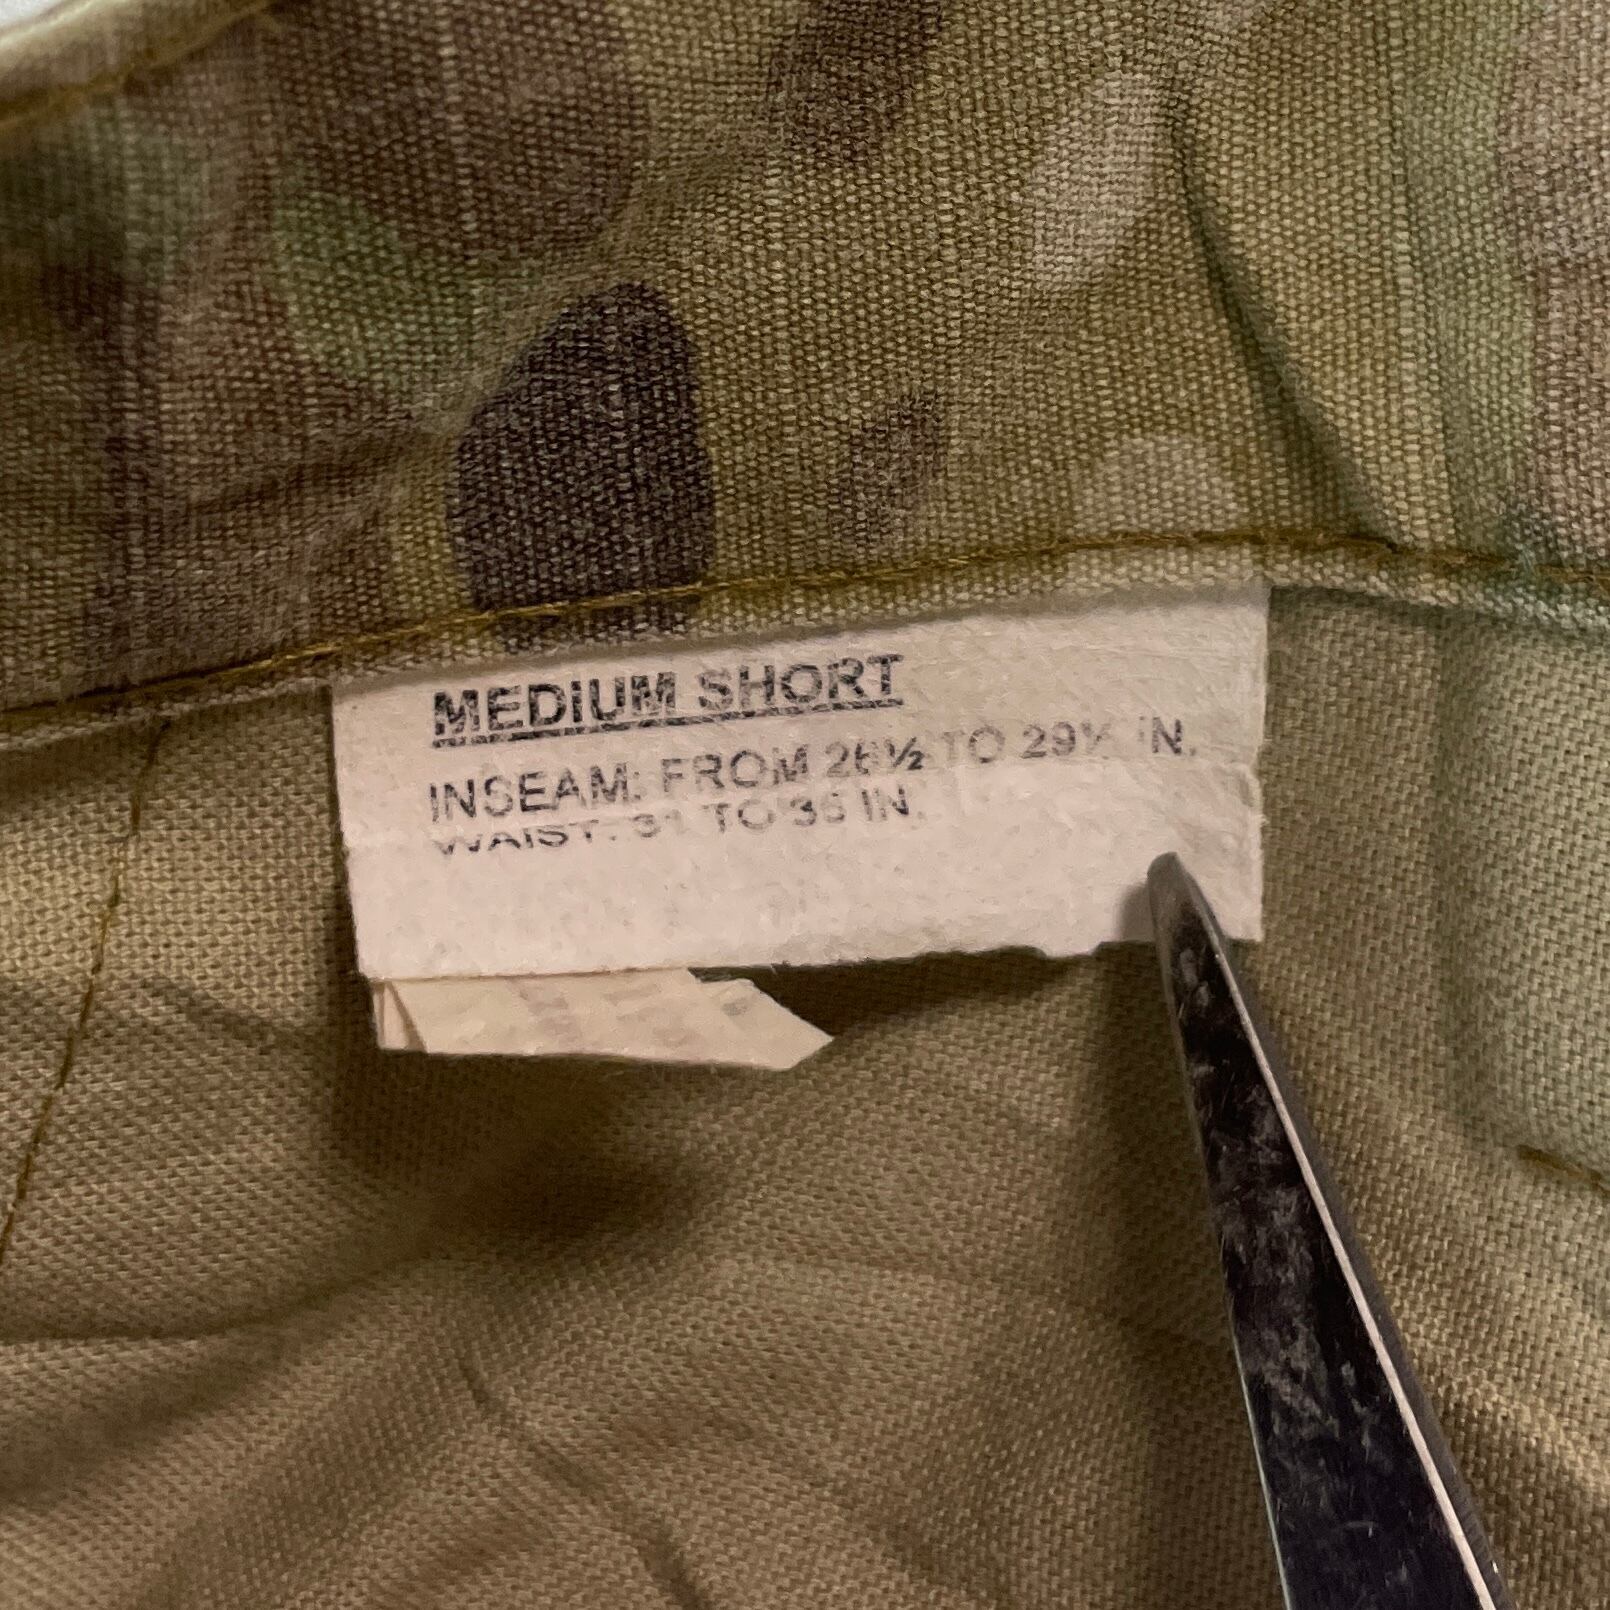 MEDIUM SHORT
INSEAM: FROM 26½ TO 29½ IN.
WAIST: 31 TO 35 IN.